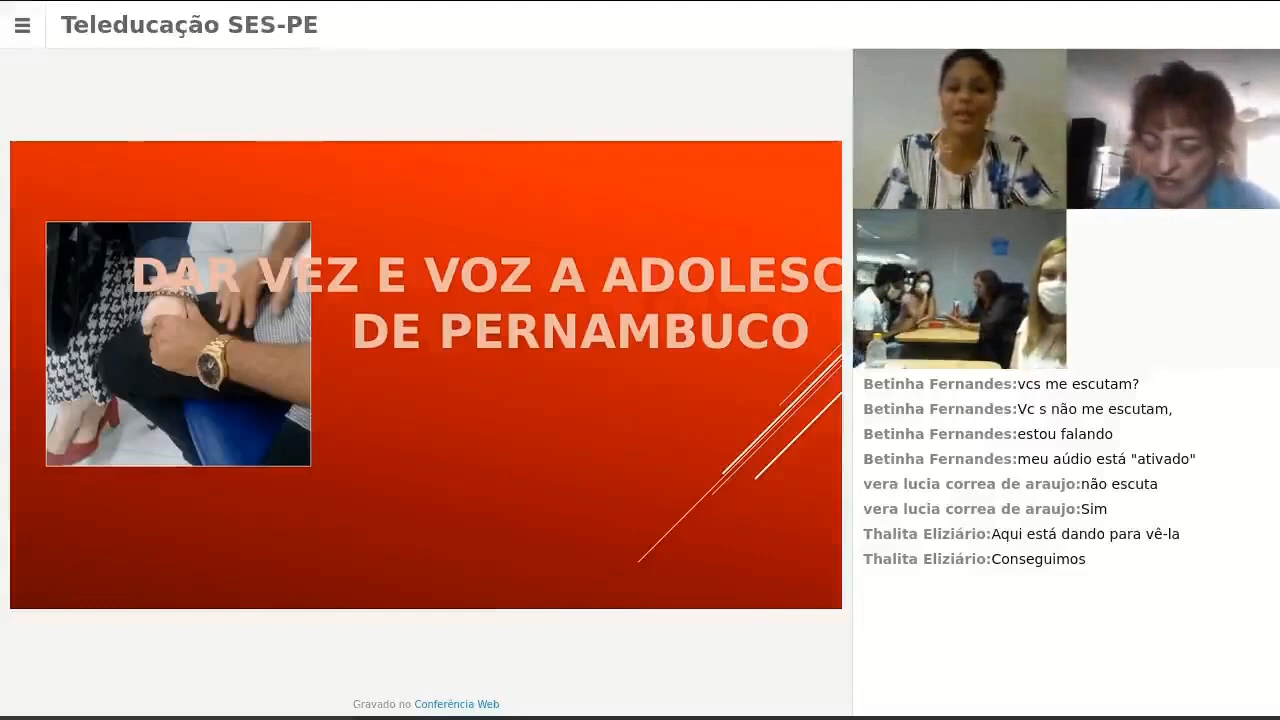 Teleducação SES-PE
DAR VEZ E VOZ A ADOLESC
DE PERNAMBUCO
Betinha Fernandes:vcs me escutam?
Betinha Fernandes:Vc s não me escutam,
Betinha Fernandes:estou falando
Betinha Fernandes:meu aúdio está "ativado"
vera lucia correa de araujo:não escuta
vera lucia correa de araujo:Sim
Thalita Eliziário:Aqui está dando para vê-la
Thalita Eliziário:Conseguimos
Gravado no Conferência Web